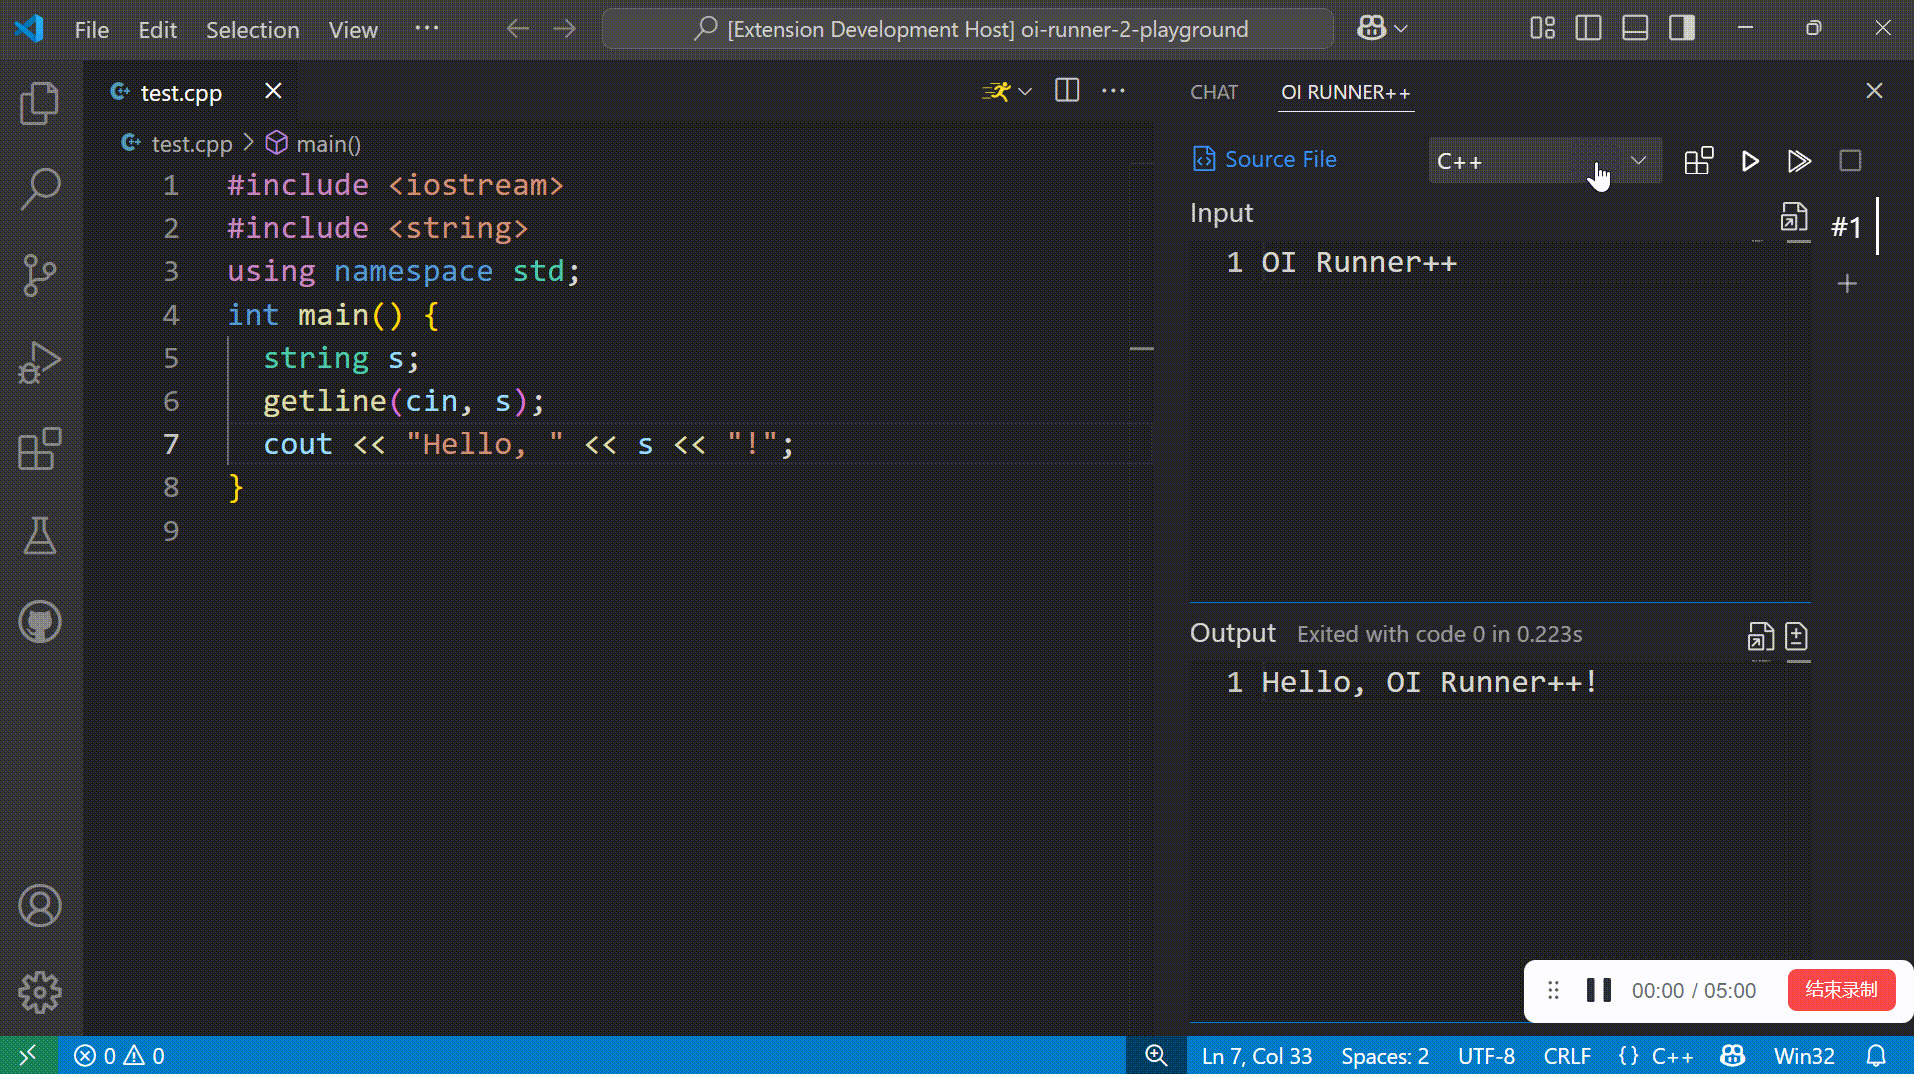 File Edit Selection View ···
[Extension Development Host] oi-runner-2-playground
test.cpp
test.cpp > main()
1 #include <iostream>
2 #include <string>
3 using namespace std;
4 int main() {
5 string s;
6 getline(cin, s);
7 cout << "Hello, " << s << "!";
8 }
9
CHAT OI RUNNER++
Source File C++
Input
#1
1 OI Runner++
Output Exited with code 0 in 0.223s
1 Hello, OI Runner++!
00:00 / 05:00 结束录制
0 0 Ln 7, Col 33 Spaces: 2 UTF-8 CRLF {} C++ Win32